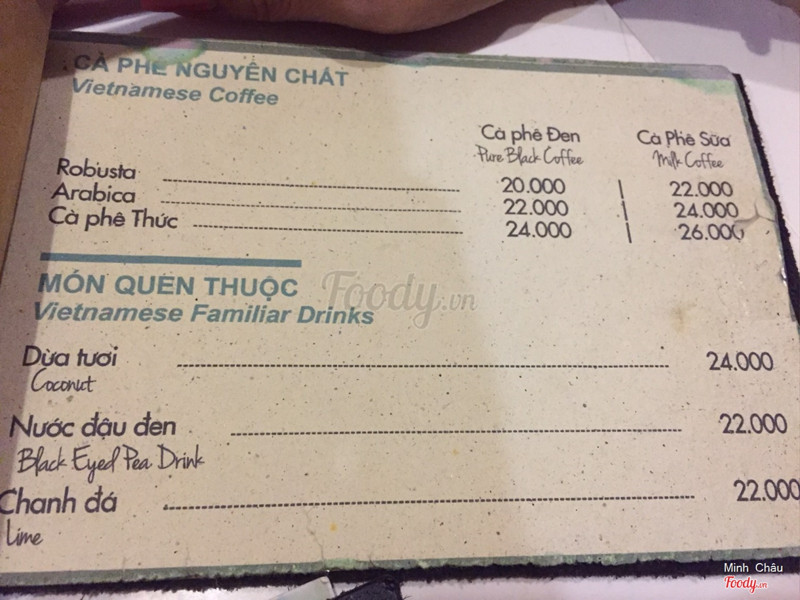 CÀ PHÊ NGUYÊN CHẤT
Vietnamese Coffee
Cà phê Đen Cà Phê Sữa
Pure Black Coffee Milk Coffee
Robusta 20.000 | 22.000
Arabica 22.000 | 24.000
Cà phê Thức 24.000 | 26.000
MÓN QUEN THUỘC
Vietnamese Familiar Drinks
Foody.vn
Dừa tươi 24.000
Coconut
Nước đậu đen 22.000
Black Eyed Pea Drink
Chanh đá 22.000
Lime
Minh Châu
Foody.vn